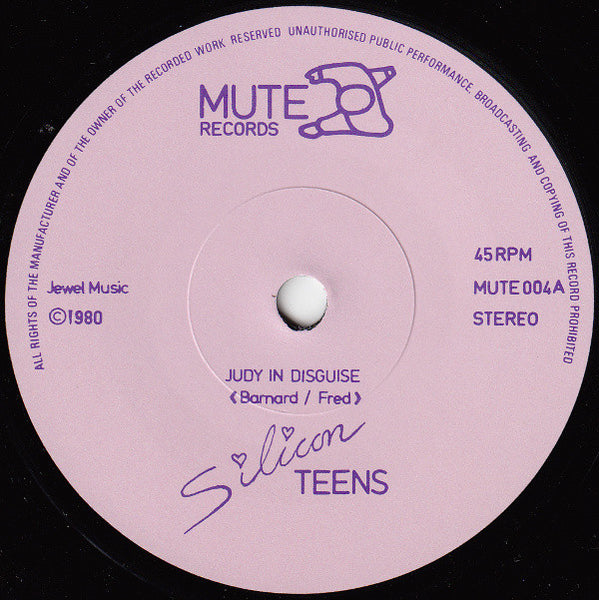 ALL RIGHTS OF THE MANUFACTURER AND OF THE OWNER OF THE RECORDED WORK RESERVED UNAUTHORISED PUBLIC PERFORMANCE, BROADCASTING AND COPYING OF THIS RECORD PROHIBITED
MUTE
RECORDS
45 RPM
Jewel Music
MUTE 004 A
©1980
STEREO
JUDY IN DISGUISE
《Barnard / Fred》
Silicon
TEENS